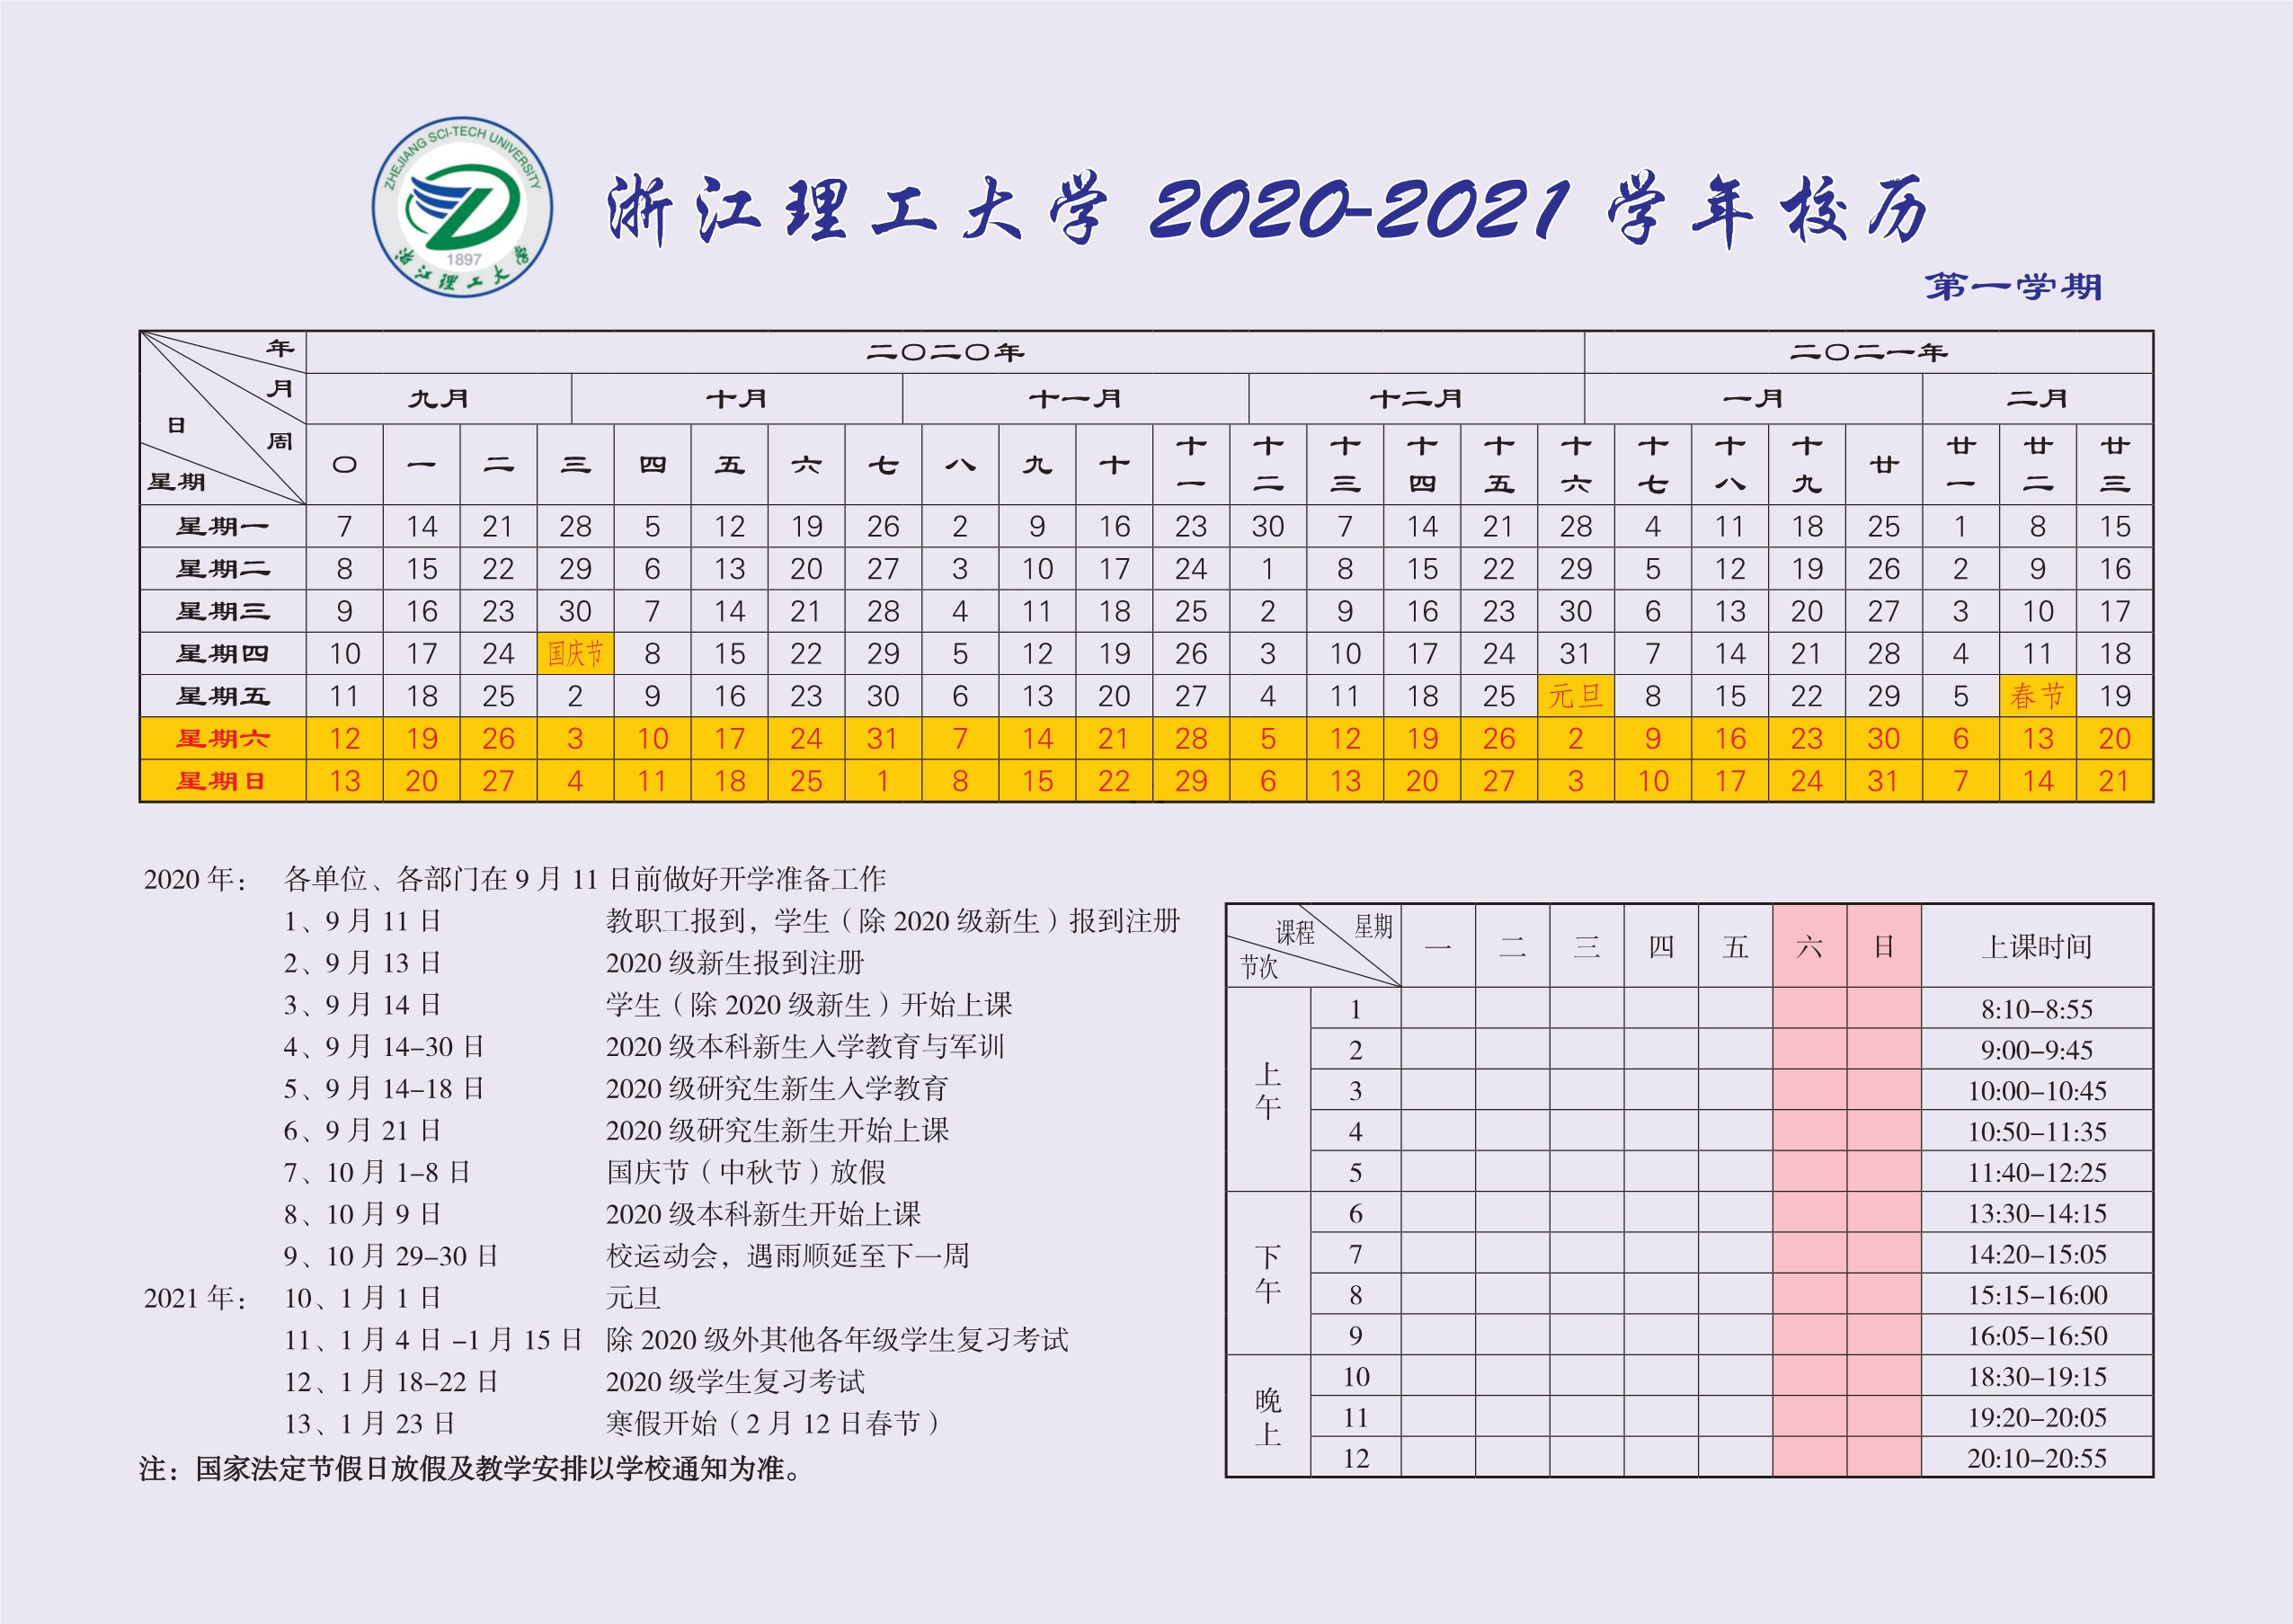 ZHEJIANG SCI-TECH UNIVERSITY
1897
浙江理工大学
浙江理工大学 2020-2021 学年校历
第一学期
年 二〇二〇年 二〇二一年
月 九月 十月 十一月 十二月 一月 二月
日 周 星期 〇 一 二 三 四 五 六 七 八 九 十 十一 十二 十三 十四 十五 十六 十七 十八 十九 廿 廿一 廿二 廿三
星期一 7 14 21 28 5 12 19 26 2 9 16 23 30 7 14 21 28 4 11 18 25 1 8 15
星期二 8 15 22 29 6 13 20 27 3 10 17 24 1 8 15 22 29 5 12 19 26 2 9 16
星期三 9 16 23 30 7 14 21 28 4 11 18 25 2 9 16 23 30 6 13 20 27 3 10 17
星期四 10 17 24 国庆节 8 15 22 29 5 12 19 26 3 10 17 24 31 7 14 21 28 4 11 18
星期五 11 18 25 2 9 16 23 30 6 13 20 27 4 11 18 25 元旦 8 15 22 29 5 春节 19
星期六 12 19 26 3 10 17 24 31 7 14 21 28 5 12 19 26 2 9 16 23 30 6 13 20
星期日 13 20 27 4 11 18 25 1 8 15 22 29 6 13 20 27 3 10 17 24 31 7 14 21
2020 年： 各单位、各部门在 9 月 11 日前做好开学准备工作
1、9 月 11 日 教职工报到，学生（除 2020 级新生）报到注册
2、9 月 13 日 2020 级新生报到注册
3、9 月 14 日 学生（除 2020 级新生）开始上课
4、9 月 14–30 日 2020 级本科新生入学教育与军训
5、9 月 14–18 日 2020 级研究生新生入学教育
6、9 月 21 日 2020 级研究生新生开始上课
7、10 月 1–8 日 国庆节（中秋节）放假
8、10 月 9 日 2020 级本科新生开始上课
9、10 月 29–30 日 校运动会，遇雨顺延至下一周
2021 年： 10、1 月 1 日 元旦
11、1 月 4 日 –1 月 15 日 除 2020 级外其他各年级学生复习考试
12、1 月 18–22 日 2020 级学生复习考试
13、1 月 23 日 寒假开始（2 月 12 日春节）
注：国家法定节假日放假及教学安排以学校通知为准。
课程 星期 节次 一 二 三 四 五 六 日 上课时间
上午 1 8:10–8:55
2 9:00–9:45
3 10:00–10:45
4 10:50–11:35
5 11:40–12:25
下午 6 13:30–14:15
7 14:20–15:05
8 15:15–16:00
9 16:05–16:50
晚上 10 18:30–19:15
11 19:20–20:05
12 20:10–20:55